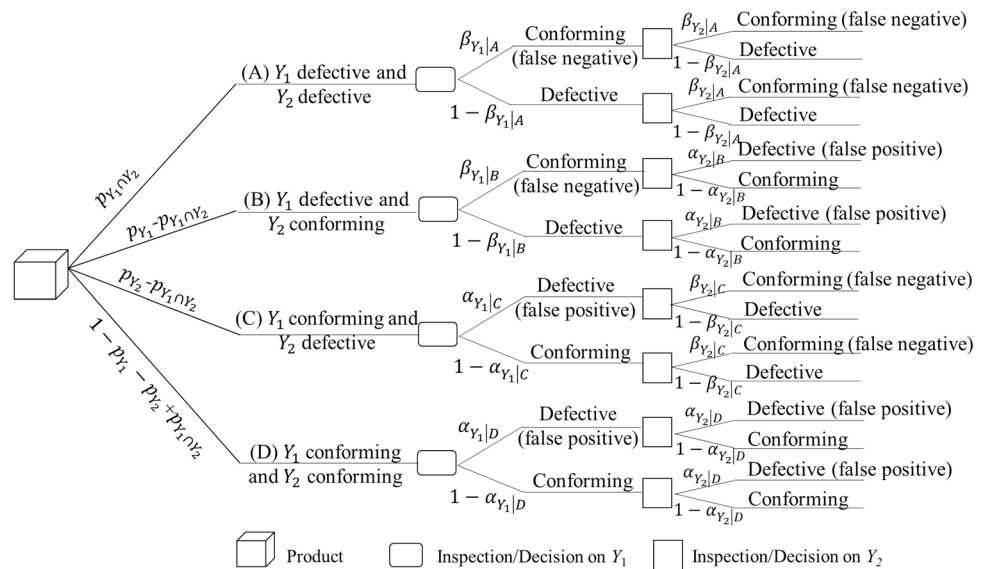 β_{Y_1|A} Conforming (false negative)
β_{Y_2|A} Conforming (false negative)
1 − β_{Y_2|A} Defective
(A) Y_1 defective and
Y_2 defective
1 − β_{Y_1|A} Defective
β_{Y_2|A} Conforming (false negative)
1 − β_{Y_2|A} Defective
p_{Y_1∩Y_2}
β_{Y_1|B} Conforming (false negative)
α_{Y_2|B} Defective (false positive)
1 − α_{Y_2|B} Conforming
p_{Y_1}-p_{Y_1∩Y_2}
(B) Y_1 defective and
Y_2 conforming
1 − β_{Y_1|B} Defective
α_{Y_2|B} Defective (false positive)
1 − α_{Y_2|B} Conforming
p_{Y_2}-p_{Y_1∩Y_2}
α_{Y_1|C} Defective (false positive)
β_{Y_2|C} Conforming (false negative)
1 − β_{Y_2|C} Defective
(C) Y_1 conforming and
Y_2 defective
1 − α_{Y_1|C} Conforming
β_{Y_2|C} Conforming (false negative)
1 − β_{Y_2|C} Defective
1 − p_{Y_1} − p_{Y_2}+p_{Y_1∩Y_2}
α_{Y_1|D} Defective (false positive)
α_{Y_2|D} Defective (false positive)
1 − α_{Y_2|D} Conforming
(D) Y_1 conforming
and Y_2 conforming
1 − α_{Y_1|D} Conforming
α_{Y_2|D} Defective (false positive)
1 − α_{Y_2|D} Conforming
Product
Inspection/Decision on Y_1
Inspection/Decision on Y_2